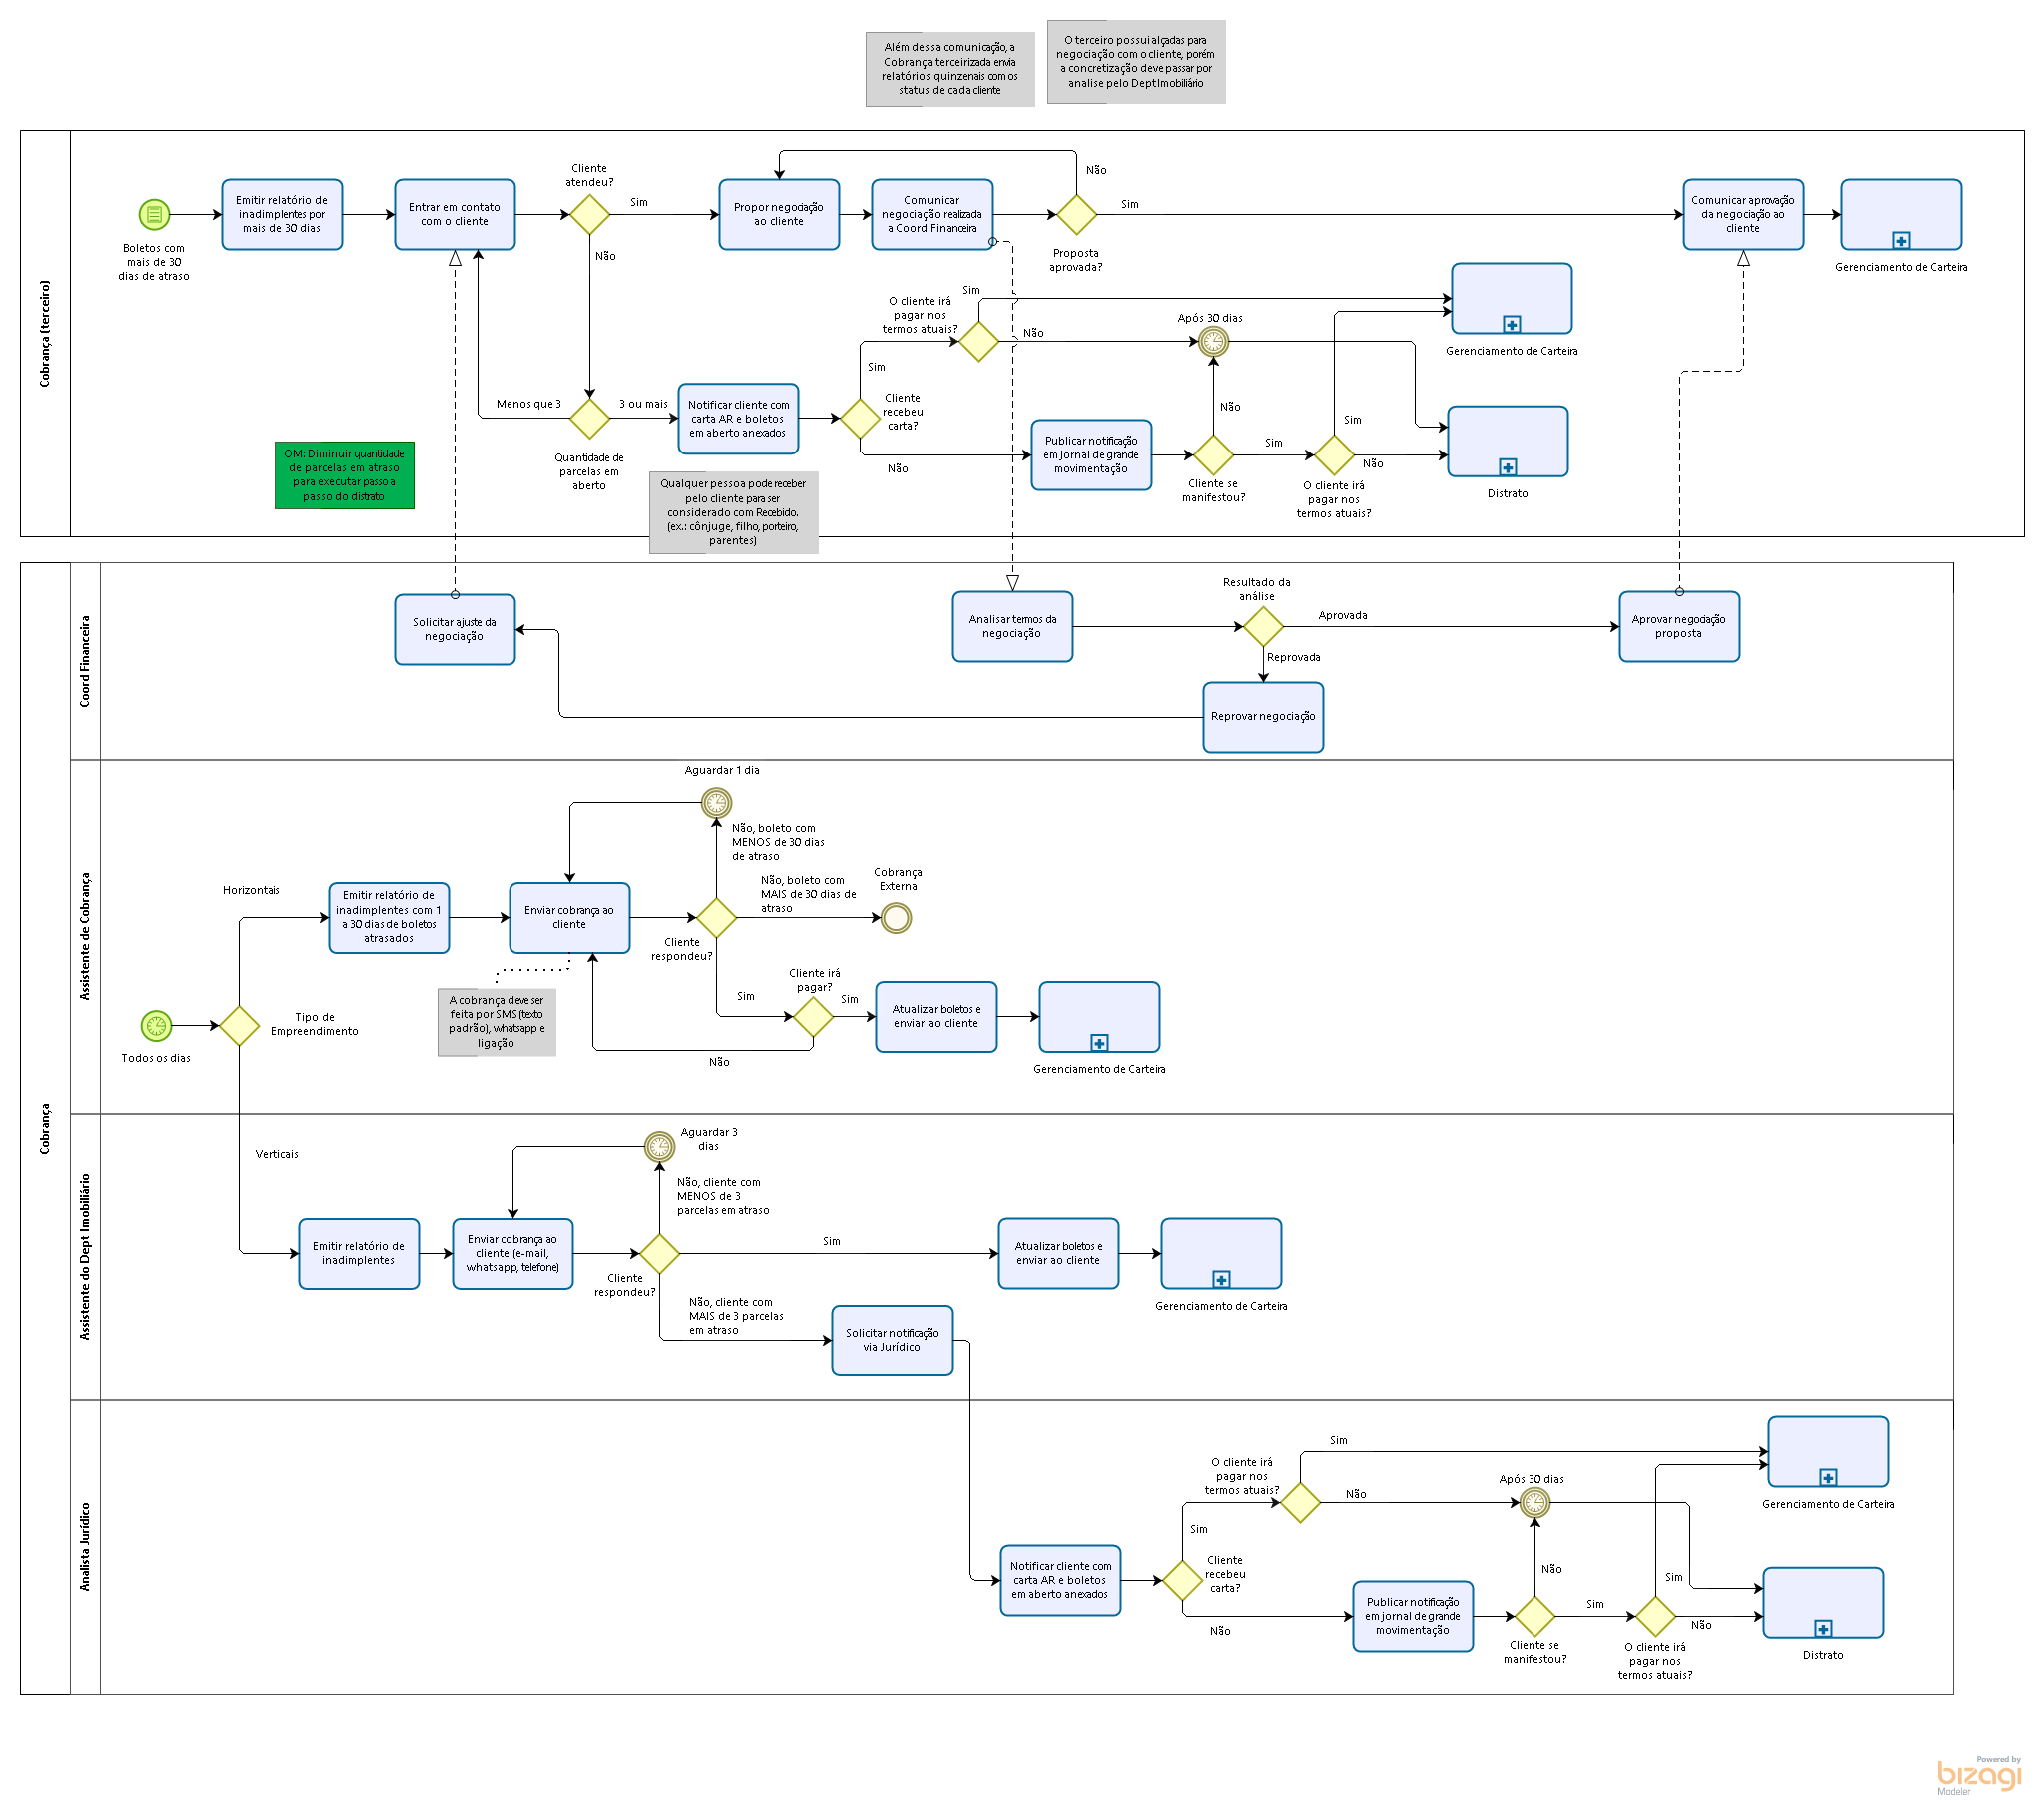 Além dessa comunicação, a
Cobrança terceirizada envia
relatórios quinzenais com os
status de cada cliente
O terceiro possui alçadas para
negociação com o cliente, porém
a concretização deve passar por
analise pelo Dept Imobiliário
Cobrança (terceiro)
Boletos com
mais de 30
dias de atraso
Emitir relatório de
inadimplentes por
mais de 30 dias
Entrar em contato
com o cliente
Cliente
atendeu?
Sim
Não
Propor negociação
ao cliente
Comunicar
negociação realizada
a Coord Financeira
Não
Sim
Proposta
aprovada?
Comunicar aprovação
da negociação ao
cliente
Gerenciamento de Carteira
Menos que 3
3 ou mais
Quantidade de
parcelas em
aberto
Notificar cliente com
carta AR e boletos
em aberto anexados
Cliente
recebeu
carta?
Sim
Não
O cliente irá
pagar nos
termos atuais?
Sim
Não
Após 30 dias
Gerenciamento de Carteira
Publicar notificação
em jornal de grande
movimentação
Não
Cliente se
manifestou?
Sim
Sim
Não
O cliente irá
pagar nos
termos atuais?
Distrato
OM: Diminuir quantidade
de parcelas em atraso
para executar passo a
passo do distrato
Qualquer pessoa pode receber
pelo cliente para ser
considerado com Recebido.
(ex.: cônjuge, filho, porteiro,
parentes)
Cobrança
Coord Financeira
Solicitar ajuste da
negociação
Analisar termos da
negociação
Resultado da
análise
Aprovada
Reprovada
Aprovar negociação
proposta
Reprovar negociação
Assistente de Cobrança
Todos os dias
Tipo de
Empreendimento
Horizontais
Emitir relatório de
inadimplentes com 1
a 30 dias de boletos
atrasados
Enviar cobrança ao
cliente
Aguardar 1 dia
Não, boleto com
MENOS de 30 dias
de atraso
Não, boleto com
MAIS de 30 dias de
atraso
Cobrança
Externa
Cliente
respondeu?
Sim
Cliente irá
pagar?
Sim
Não
Atualizar boletos e
enviar ao cliente
Gerenciamento de Carteira
A cobrança deve ser
feita por SMS (texto
padrão), whatsapp e
ligação
Assistente do Dept Imobiliário
Verticais
Emitir relatório de
inadimplentes
Enviar cobrança ao
cliente (e-mail,
whatsapp, telefone)
Aguardar 3
dias
Não, cliente com
MENOS de 3
parcelas em atraso
Cliente
respondeu?
Sim
Não, cliente com
MAIS de 3 parcelas
em atraso
Atualizar boletos e
enviar ao cliente
Gerenciamento de Carteira
Solicitar notificação
via Jurídico
Analista Jurídico
Notificar cliente com
carta AR e boletos
em aberto anexados
Cliente
recebeu
carta?
Sim
Não
O cliente irá
pagar nos
termos atuais?
Sim
Não
Após 30 dias
Gerenciamento de Carteira
Publicar notificação
em jornal de grande
movimentação
Não
Cliente se
manifestou?
Sim
Sim
Não
O cliente irá
pagar nos
termos atuais?
Distrato
Powered by
bizagi
Modeler